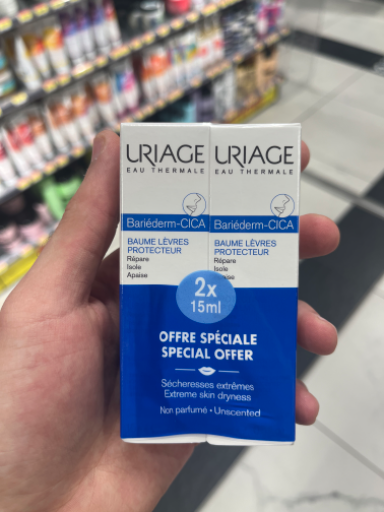 URIAGE
EAU THERMALE
Bariéderm-CICA
BAUME LÈVRES
PROTECTEUR
Répare
Isole
Apaise
URIAGE
EAU THERMALE
Bariéderm-CICA
BAUME LÈVRES
PROTECTEUR
Répare
Isole
2x
15ml
OFFRE SPÉCIALE
SPECIAL OFFER
Sécheresses extrêmes
Extreme skin dryness
Non parfumé • Unscented